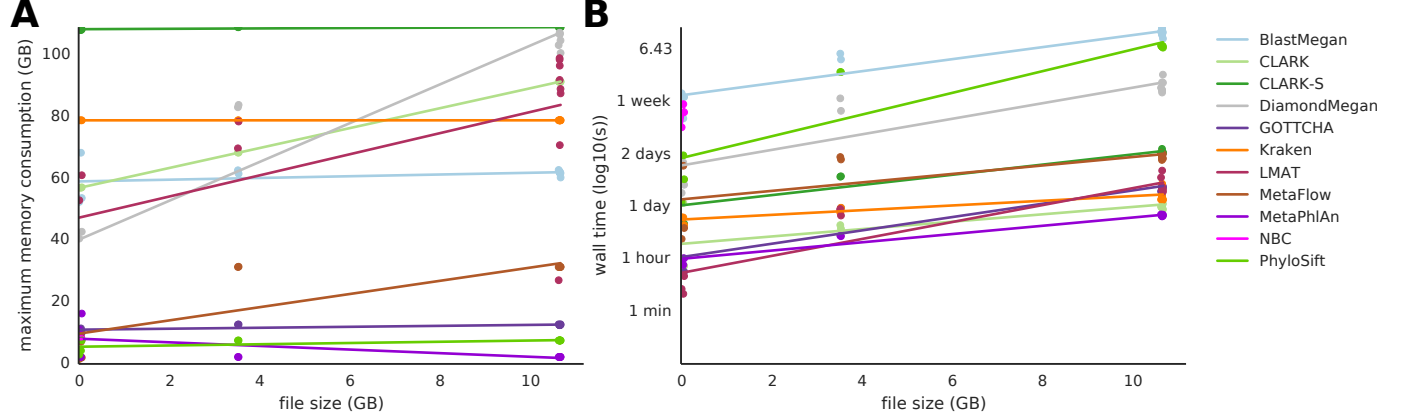 A
maximum memory consumption (GB)
100
80
60
40
20
0
0 2 4 6 8 10
file size (GB)
B
wall time (log10(s))
6.43
1 week
2 days
1 day
1 hour
1 min
0 2 4 6 8 10
file size (GB)
BlastMegan
CLARK
CLARK-S
DiamondMegan
GOTTCHA
Kraken
LMAT
MetaFlow
MetaPhlAn
NBC
PhyloSift